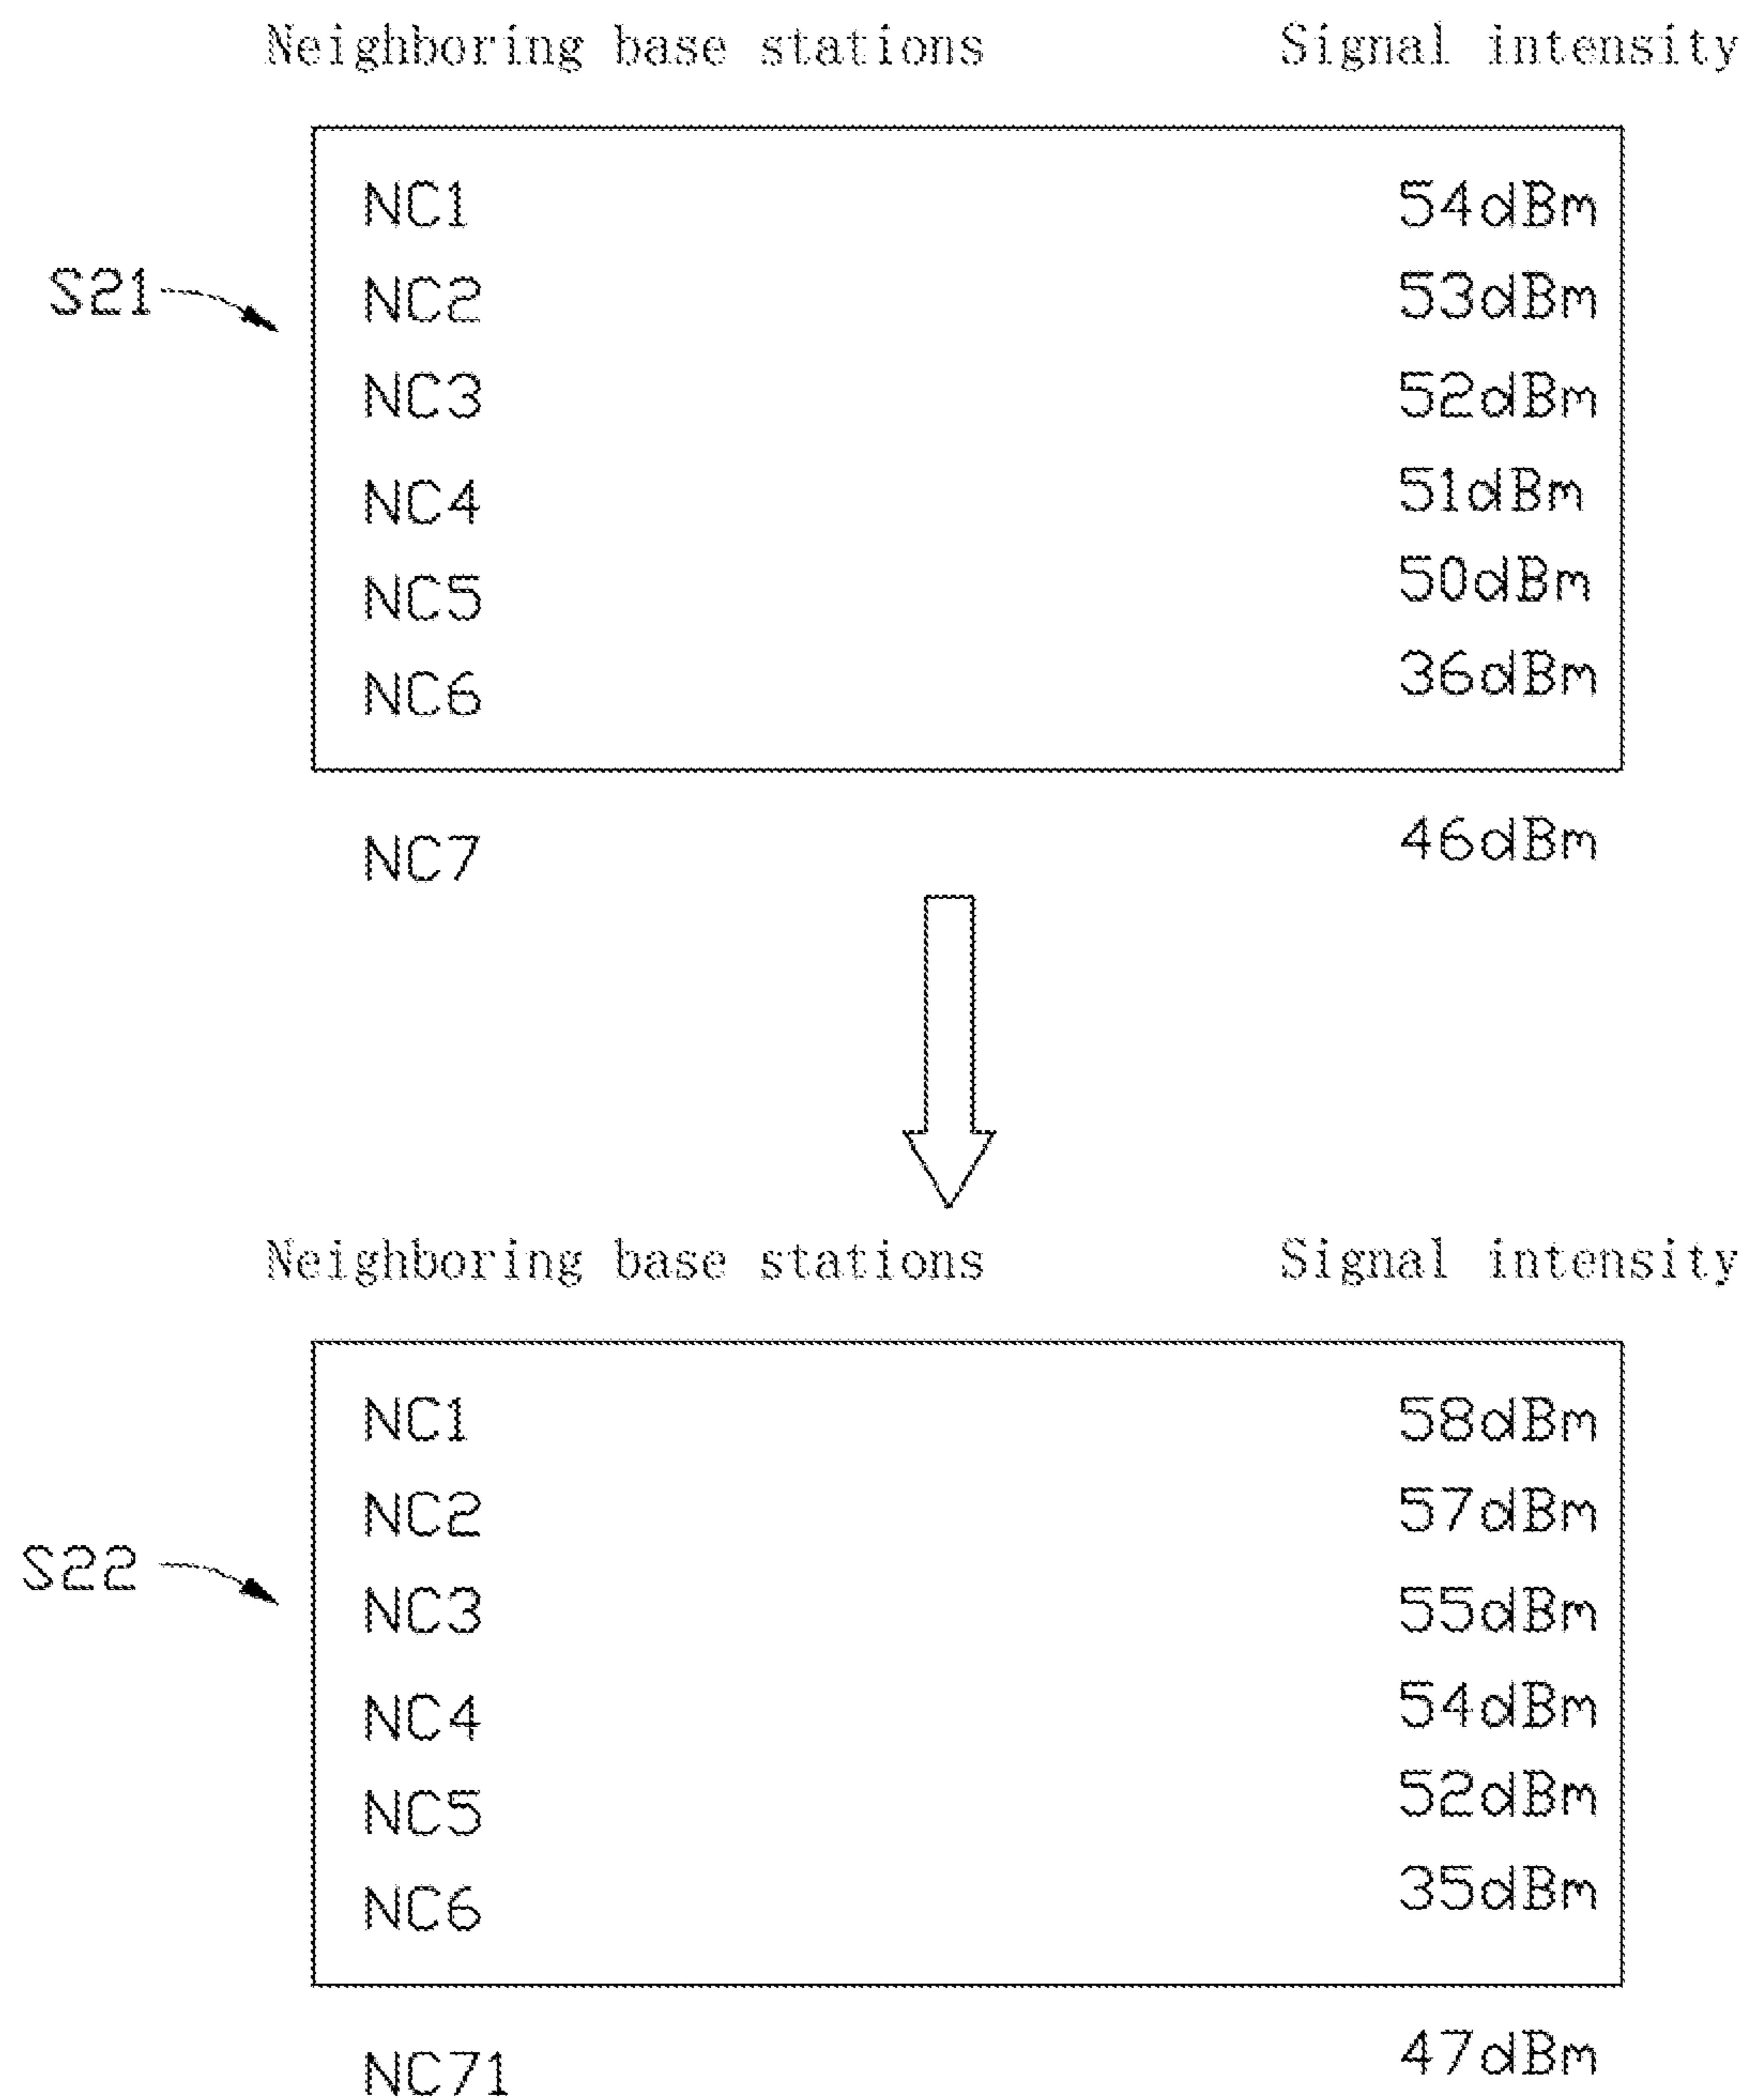 Neighboring base stations Signal intensity
NC1 54dBm
S21 NC2 53dBm
NC3 52dBm
NC4 51dBm
NC5 50dBm
NC6 36dBm
NC7 46dBm
Neighboring base stations Signal intensity
NC1 58dBm
NC2 57dBm
S22 NC3 55dBm
NC4 54dBm
NC5 52dBm
NC6 35dBm
NC71 47dBm